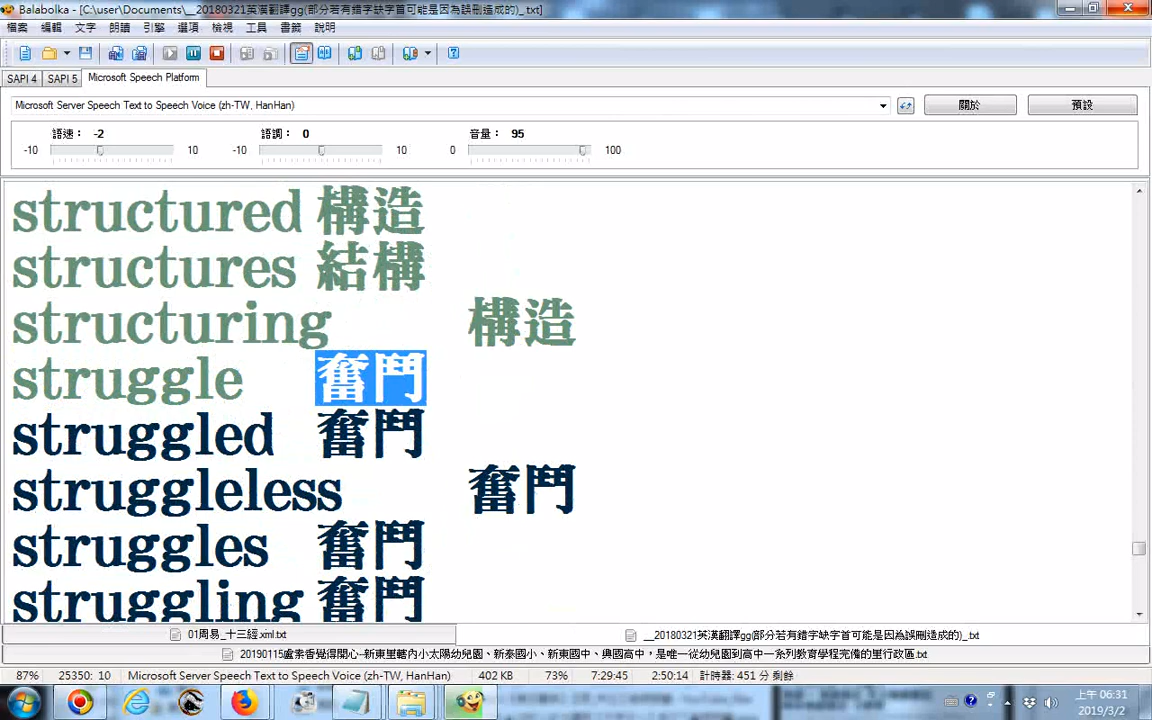 Balabolka - [C:\user\Documents\__20180321英漢翻譯gg(部分若有錯字缺字首可能是因為誤刪造成的)_.txt]
檔案 編輯 文字 朗讀 引擎 選項 檢視 工具 書籤 說明
SAPI 4 SAPI 5 Microsoft Speech Platform
Microsoft Server Speech Text to Speech Voice (zh-TW, HanHan) 關於 預設
語速： -2 語調： 0 音量： 95
-10 10 -10 10 0 100
structured 構造
structures 結構
structuring 構造
struggle 奮鬥
struggled 奮鬥
struggleless 奮鬥
struggles 奮鬥
struggling 奮鬥
01周易_十三經.xml.txt __20180321英漢翻譯gg(部分若有錯字缺字首可能是因為誤刪造成的)_.txt
20190115盧素香覺得開心--新東里轄內小太陽幼兒園、新泰國小、新東國中、興國高中，是唯一從幼兒園到高中一系列教育學程完備的里行政區.txt
87% 25350: 10 Microsoft Server Speech Text to Speech Voice (zh-TW, HanHan) 402 KB 73% 7:29:45 2:50:14 計時器: 451 分 剩餘
上午 06:31
2019/3/2